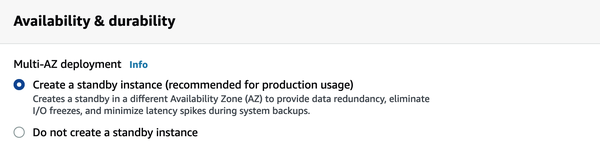 Availability & durability
Multi-AZ deployment Info
Create a standby instance (recommended for production usage)
Creates a standby in a different Availability Zone (AZ) to provide data redundancy, eliminate
I/O freezes, and minimize latency spikes during system backups.
Do not create a standby instance